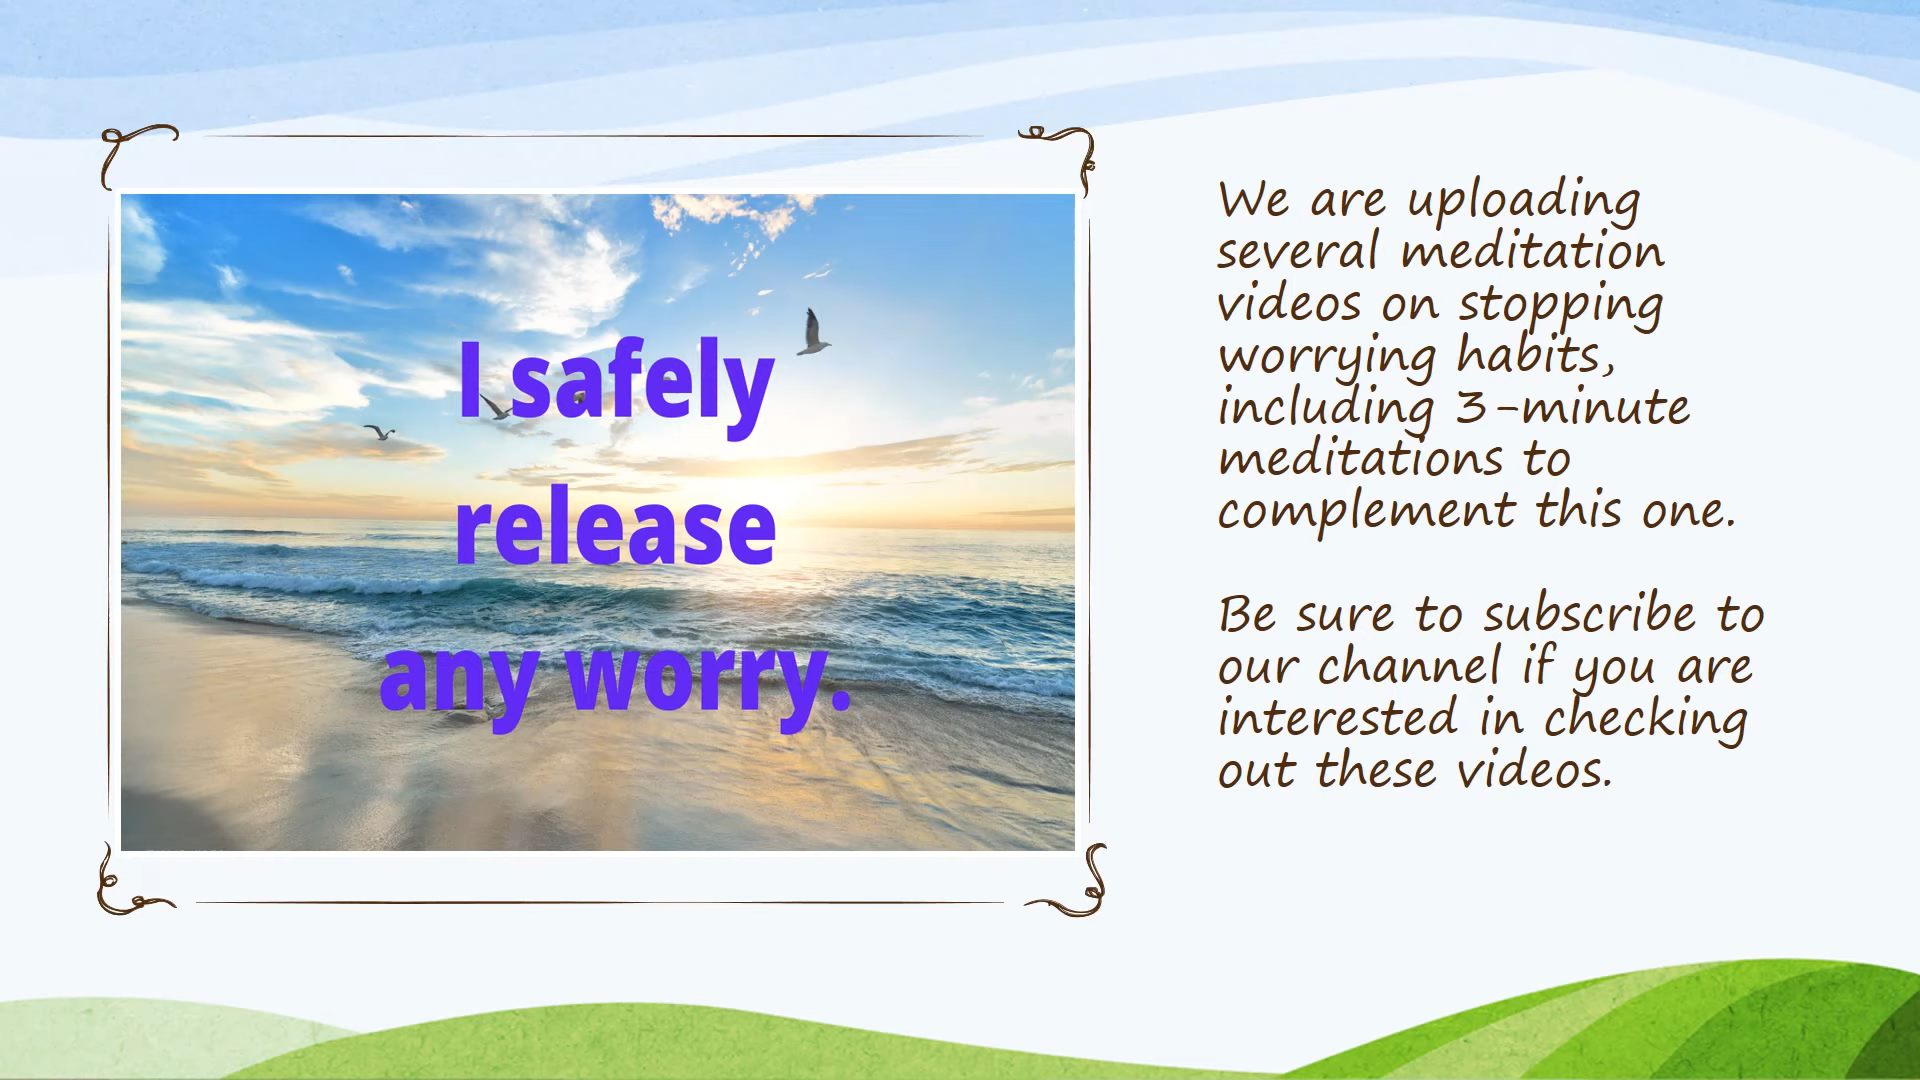 I safely
release
any worry.
We are uploading
several meditation
videos on stopping
worrying habits,
including 3-minute
meditations to
complement this one.
Be sure to subscribe to
our channel if you are
interested in checking
out these videos.